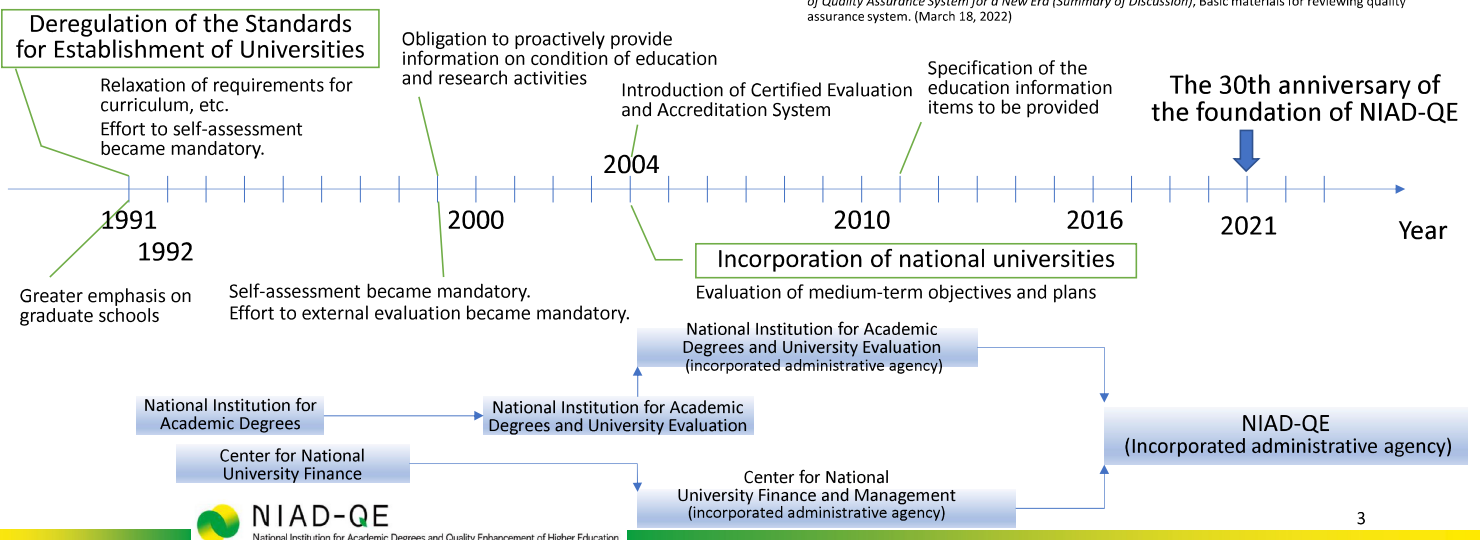 of Quality Assurance System for a New Era (Summary of Discussion), Basic materials for reviewing quality
assurance system. (March 18, 2022)
Deregulation of the Standards
for Establishment of Universities
Relaxation of requirements for
curriculum, etc.
Effort to self-assessment
became mandatory.
Obligation to proactively provide
information on condition of education
and research activities
Introduction of Certified Evaluation
and Accreditation System
Specification of the
education information
items to be provided
The 30th anniversary of
the foundation of NIAD-QE
2004
1991
1992
2000
2010
2016
2021
Year
Greater emphasis on
graduate schools
Self-assessment became mandatory.
Effort to external evaluation became mandatory.
Incorporation of national universities
Evaluation of medium-term objectives and plans
National Institution for Academic
Degrees and University Evaluation
(incorporated administrative agency)
National Institution for
Academic Degrees
National Institution for Academic
Degrees and University Evaluation
NIAD-QE
(Incorporated administrative agency)
Center for National
University Finance
Center for National
University Finance and Management
(incorporated administrative agency)
NIAD-QE
National Institution for Academic Degrees and Quality Enhancement of Higher Education
3